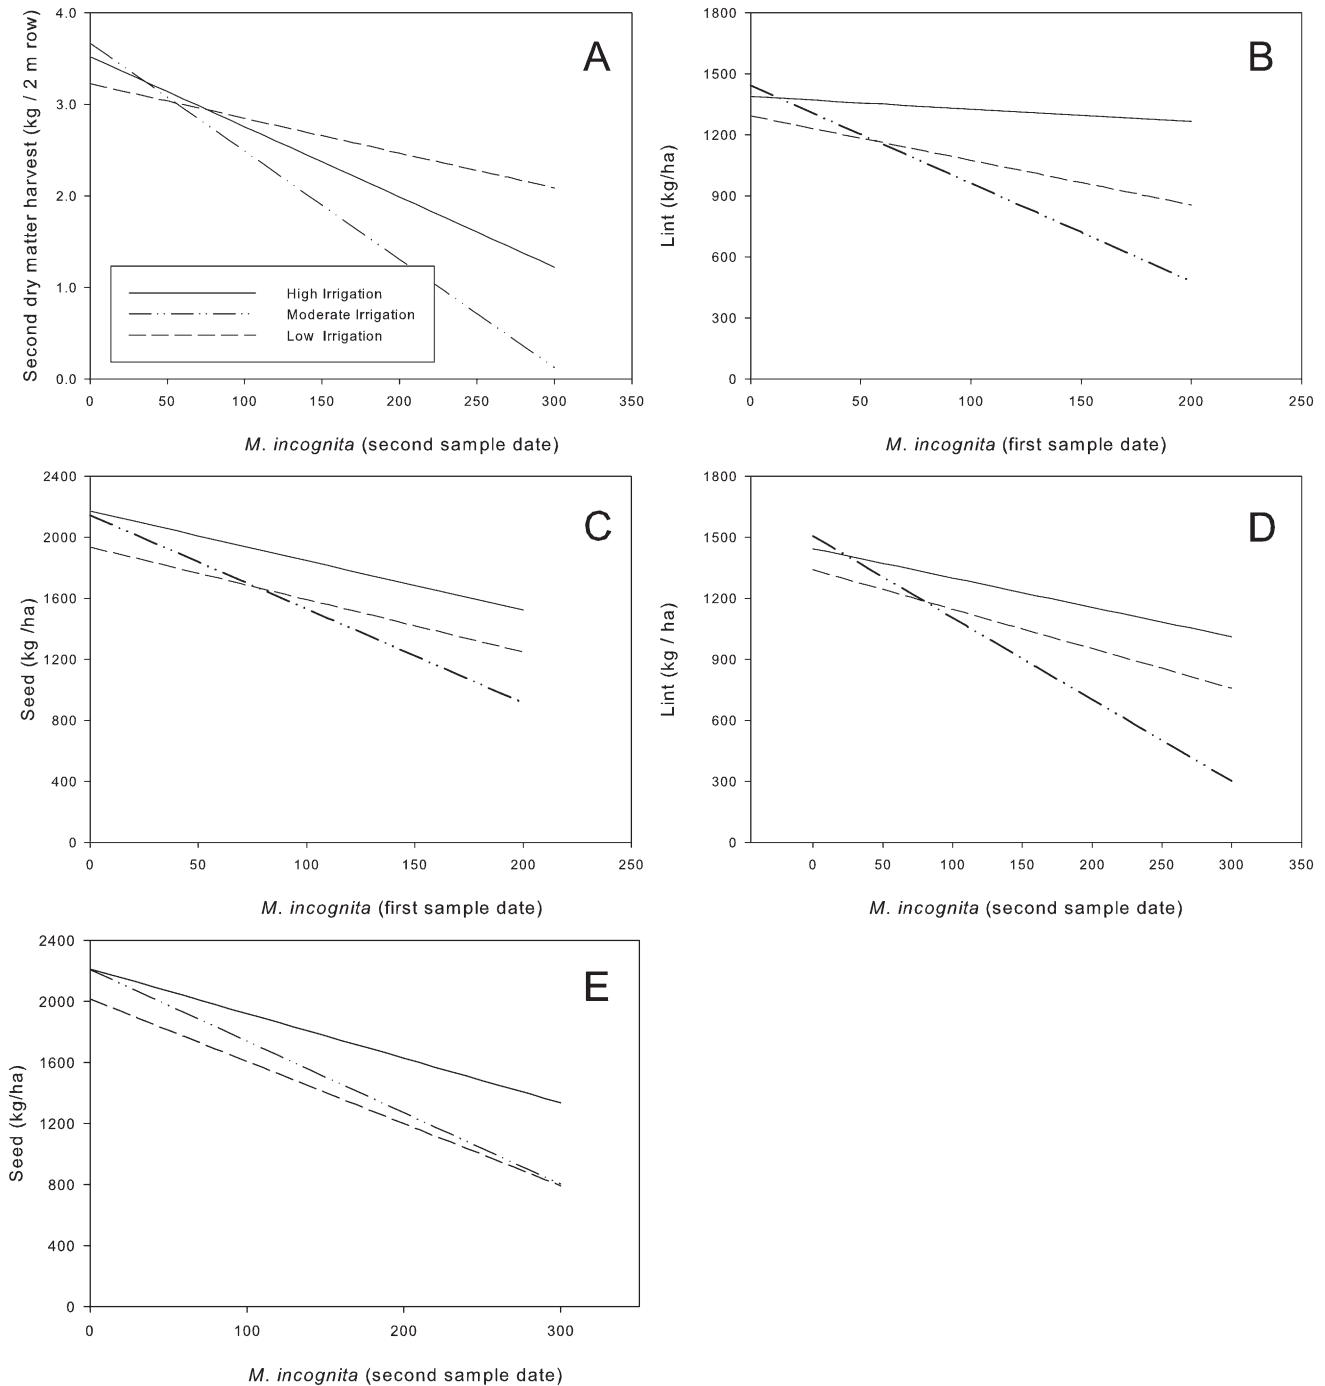 A
Second dry matter harvest (kg / 2 m row)
4.0
3.0
2.0
1.0
0.0
High Irrigation
Moderate Irrigation
Low Irrigation
0 50 100 150 200 250 300 350
M. incognita (second sample date)
B
Lint (kg/ha)
1800
1500
1200
900
600
300
0
0 50 100 150 200 250
M. incognita (first sample date)
C
Seed (kg /ha)
2400
2000
1600
1200
800
400
0
0 50 100 150 200 250
M. incognita (first sample date)
D
Lint (kg / ha)
1800
1500
1200
900
600
300
0
0 50 100 150 200 250 300 350
M. incognita (second sample date)
E
Seed (kg/ha)
2400
2000
1600
1200
800
400
0
0 100 200 300
M. incognita (second sample date)